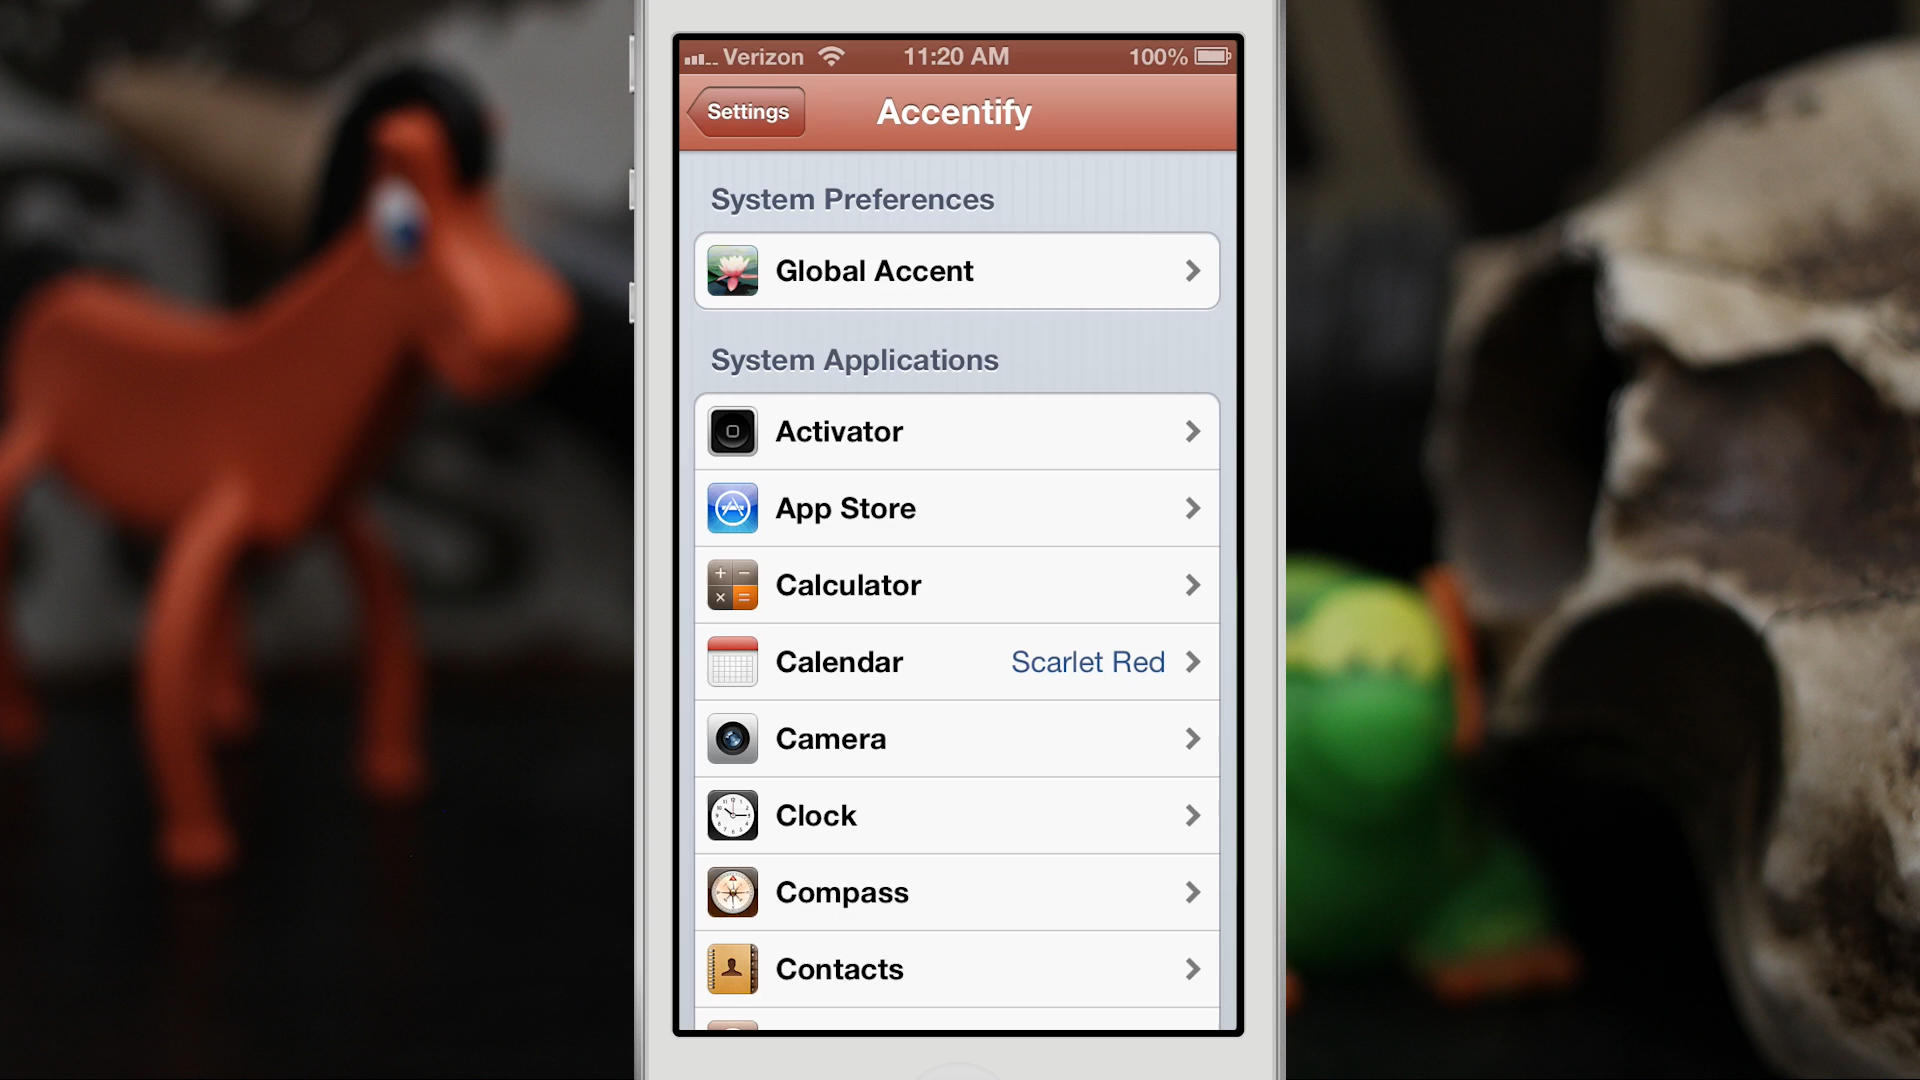 Verizon 11:20 AM 100%
Settings Accentify
System Preferences
Global Accent
System Applications
Activator
App Store
Calculator
Calendar Scarlet Red
Camera
Clock
Compass
Contacts